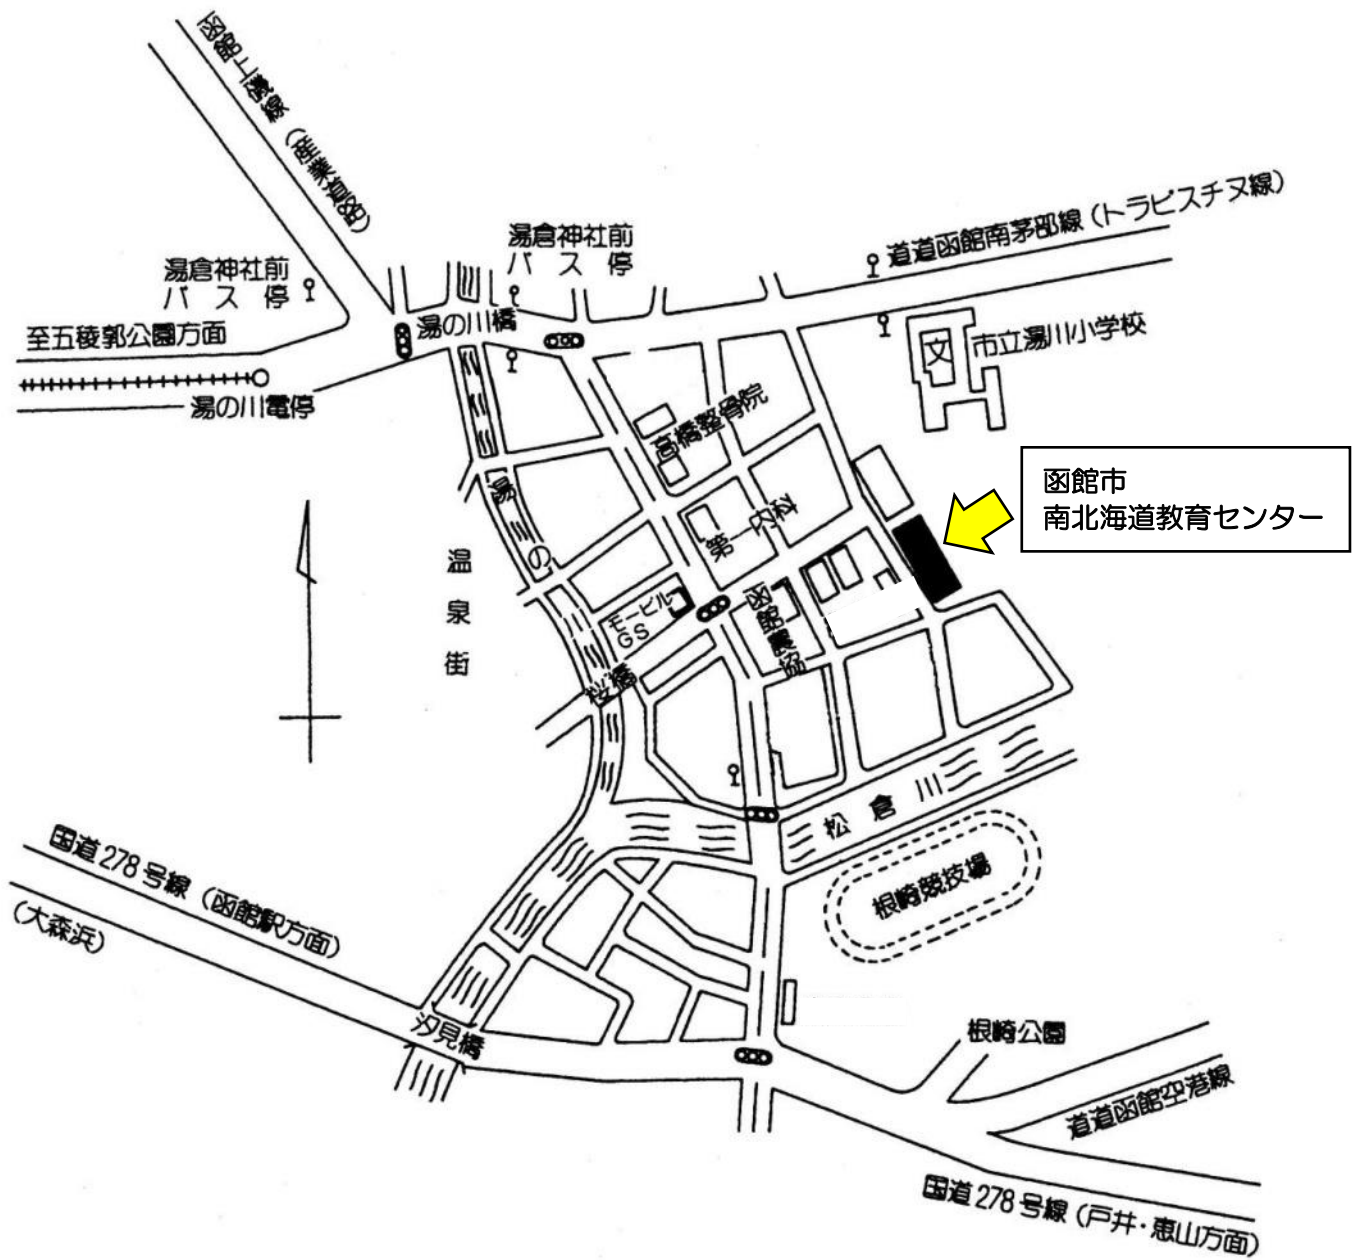 函館上磯線(産業道路)
湯倉神社前
バス停
湯倉神社前
バス停
道道函館南茅部線(トラピスチヌ線)
至五稜郭公園方面
湯の川橋
湯の川電停
文
市立湯川小学校
高橋整骨院
函館市
南北海道教育センター
湯の
第一内科
温泉街
モービル
GS
函館農協
桜橋
松倉川
根崎競技場
国道278号線(函館駅方面)
(大森浜)
汐見橋
根崎公園
道道函館空港線
国道278号線(戸井・恵山方面)